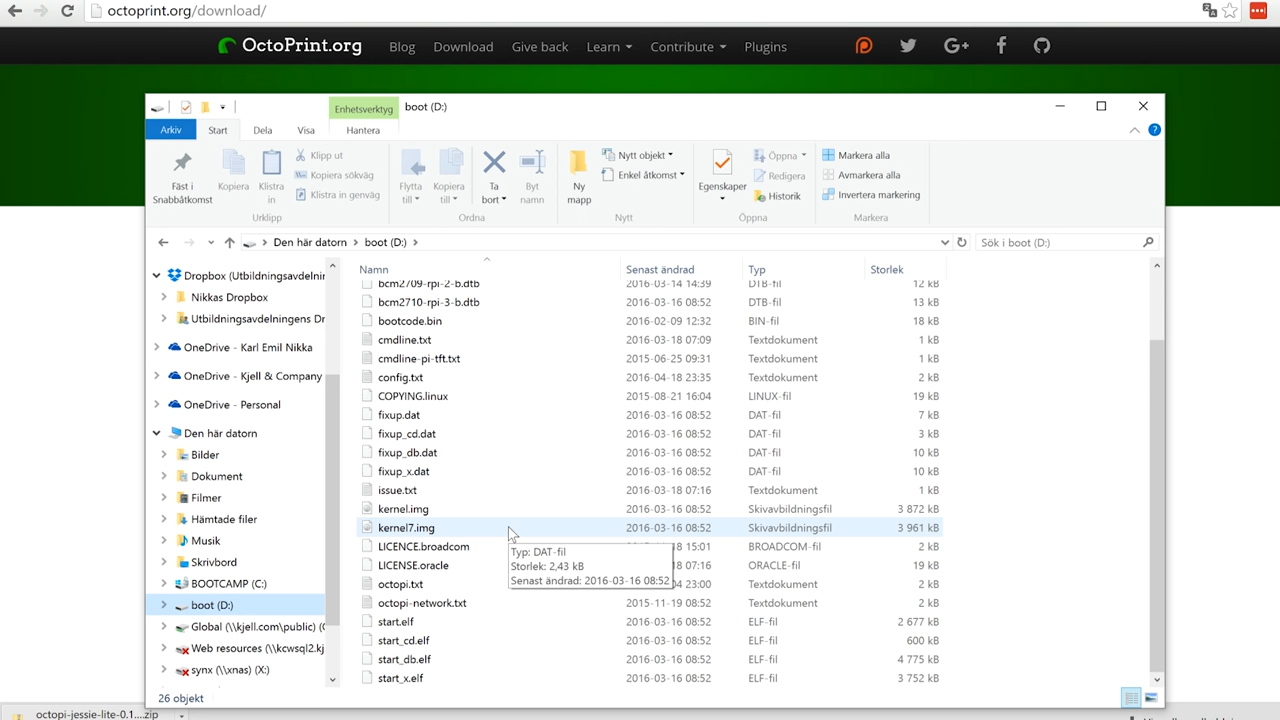 octoprint.org/download/
OctoPrint.org Blog Download Give back Learn Contribute Plugins
Enhetsverktyg boot (D:)
Arkiv Start Dela Visa Hantera
Fäst i Snabbåtkomst
Kopiera
Klistra in
Klipp ut
Kopiera sökväg
Klistra in genväg
Urklipp
Flytta till
Kopiera till
Ta bort
Byt namn
Ordna
Ny mapp
Nytt objekt
Enkel åtkomst
Nytt
Egenskaper
Öppna
Redigera
Historik
Öppna
Markera alla
Avmarkera alla
Invertera markering
Markera
Den här datorn > boot (D:) >
Sök i boot (D:)
Dropbox (Utbildningsavdelnir
Nikkas Dropbox
Utbildningsavdelningens Dr
OneDrive - Karl Emil Nikka
OneDrive - Kjell & Company
OneDrive - Personal
Den här datorn
Bilder
Dokument
Filmer
Hämtade filer
Musik
Skrivbord
BOOTCAMP (C:)
boot (D:)
Global (\\kjell.com\public) (
Web resources (\\kcwsql2.kj
synx (\\xnas) (X:)
Namn Senast ändrad Typ Storlek
bcm2709-rpi-2-b.dtb 2016-03-14 14:39 DTB-fil 12 kB
bcm2710-rpi-3-b.dtb 2016-03-16 08:52 DTB-fil 13 kB
bootcode.bin 2016-02-09 12:32 BIN-fil 18 kB
cmdline.txt 2016-03-18 07:09 Textdokument 1 kB
cmdline-pi-tft.txt 2015-06-25 09:31 Textdokument 1 kB
config.txt 2016-04-18 23:35 Textdokument 2 kB
COPYING.linux 2015-08-21 16:04 LINUX-fil 19 kB
fixup.dat 2016-03-16 08:52 DAT-fil 7 kB
fixup_cd.dat 2016-03-16 08:52 DAT-fil 3 kB
fixup_db.dat 2016-03-16 08:52 DAT-fil 10 kB
fixup_x.dat 2016-03-16 08:52 DAT-fil 10 kB
issue.txt 2016-03-18 07:16 Textdokument 1 kB
kernel.img 2016-03-16 08:52 Skivavbildningsfil 3 872 kB
kernel7.img 2016-03-16 08:52 Skivavbildningsfil 3 961 kB
LICENCE.broadcom 18 15:01 BROADCOM-fil 2 kB
LICENSE.oracle 18 07:16 ORACLE-fil 19 kB
octopi.txt 04 23:00 Textdokument 2 kB
octopi-network.txt 2015-11-19 08:52 Textdokument 2 kB
start.elf 2016-03-16 08:52 ELF-fil 2 677 kB
start_cd.elf 2016-03-16 08:52 ELF-fil 600 kB
start_db.elf 2016-03-16 08:52 ELF-fil 4 775 kB
start_x.elf 2016-03-16 08:52 ELF-fil 3 752 kB
Typ: DAT-fil
Storlek: 2,43 kB
Senast ändrad: 2016-03-16 08:52
26 objekt
octopi-jessie-lite-0.1....zip